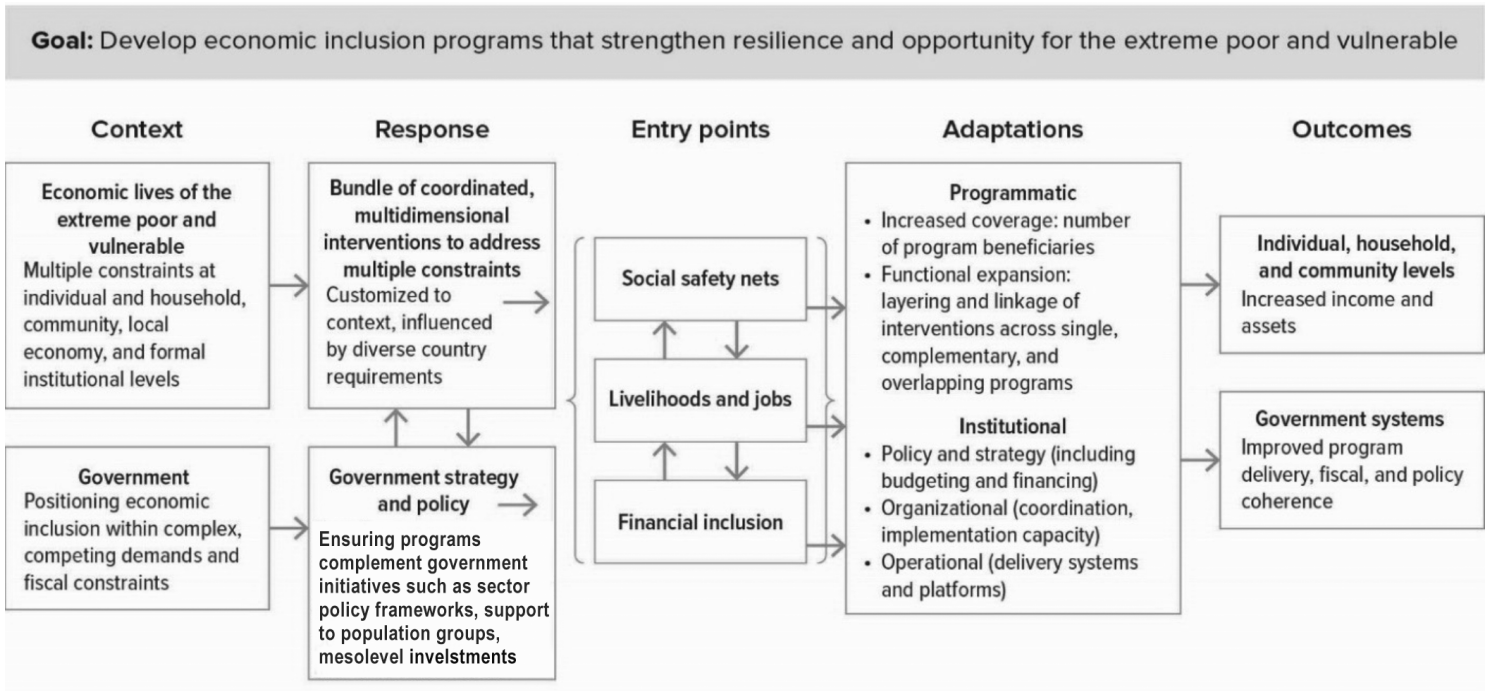 Goal: Develop economic inclusion programs that strengthen resilience and opportunity for the extreme poor and vulnerable
Context
Economic lives of the
extreme poor and
vulnerable
Multiple constraints at
individual and household,
community, local
economy, and formal
institutional levels
Government
Positioning economic
inclusion within complex,
competing demands and
fiscal constraints
Response
Bundle of coordinated,
multidimensional
interventions to address
multiple constraints
Customized to
context, influenced
by diverse country
requirements
Government strategy
and policy
Ensuring programs
complement government
initiatives such as sector
policy frameworks, support
to population groups,
mesolevel invelstments
Entry points
Social safety nets
Livelihoods and jobs
Financial inclusion
Adaptations
Programmatic
• Increased coverage: number
of program beneficiaries
• Functional expansion:
layering and linkage of
interventions across single,
complementary, and
overlapping programs
Institutional
• Policy and strategy (including
budgeting and financing)
• Organizational (coordination,
implementation capacity)
• Operational (delivery systems
and platforms)
Outcomes
Individual, household,
and community levels
Increased income and
assets
Government systems
Improved program
delivery, fiscal, and policy
coherence